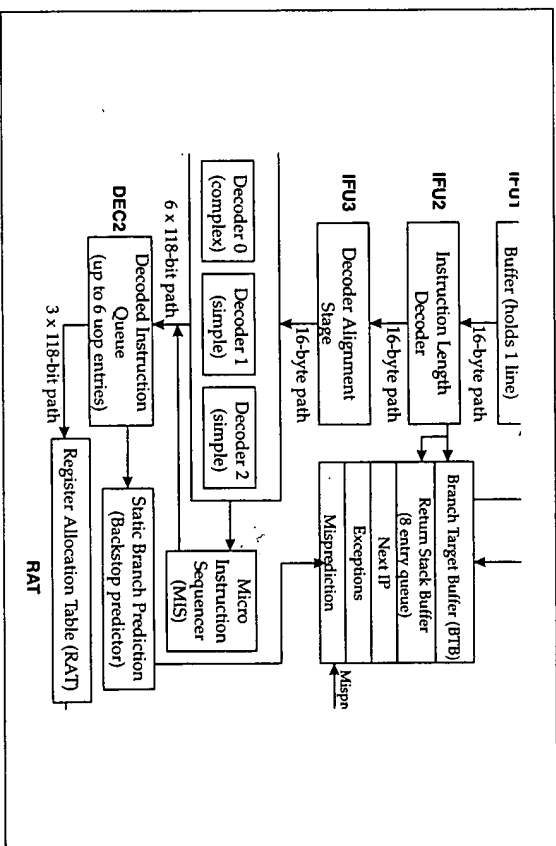 IFU1
Buffer (holds 1 line)
16-byte path
IFU2
Instruction Length
Decoder
16-byte path
Branch Target Buffer (BTB)
Return Stack Buffer
(8 entry queue)
Next IP
Exceptions
Misprediction
Mispr
IFU3
Decoder Alignment
Stage
16-byte path
Decoder 0
(complex)
Decoder 1
(simple)
Decoder 2
(simple)
Micro
Instruction
Sequencer
(MIS)
6 x 118-bit path
DEC2
Decoded Instruction
Queue
(up to 6 uop entries)
Static Branch Prediction
(Backstop predictor)
3 x 118-bit path
Register Allocation Table (RAT)
RAT